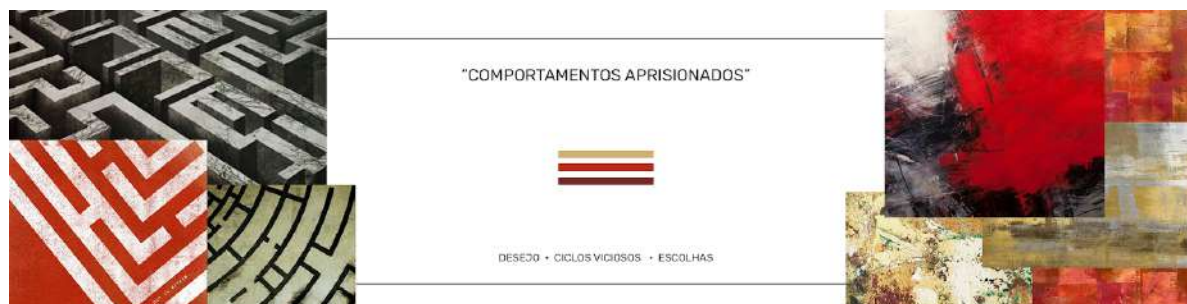 "COMPORTAMENTOS APRISIONADOS"
DESEJO • CICLOS VICIOSOS • ESCOLHAS